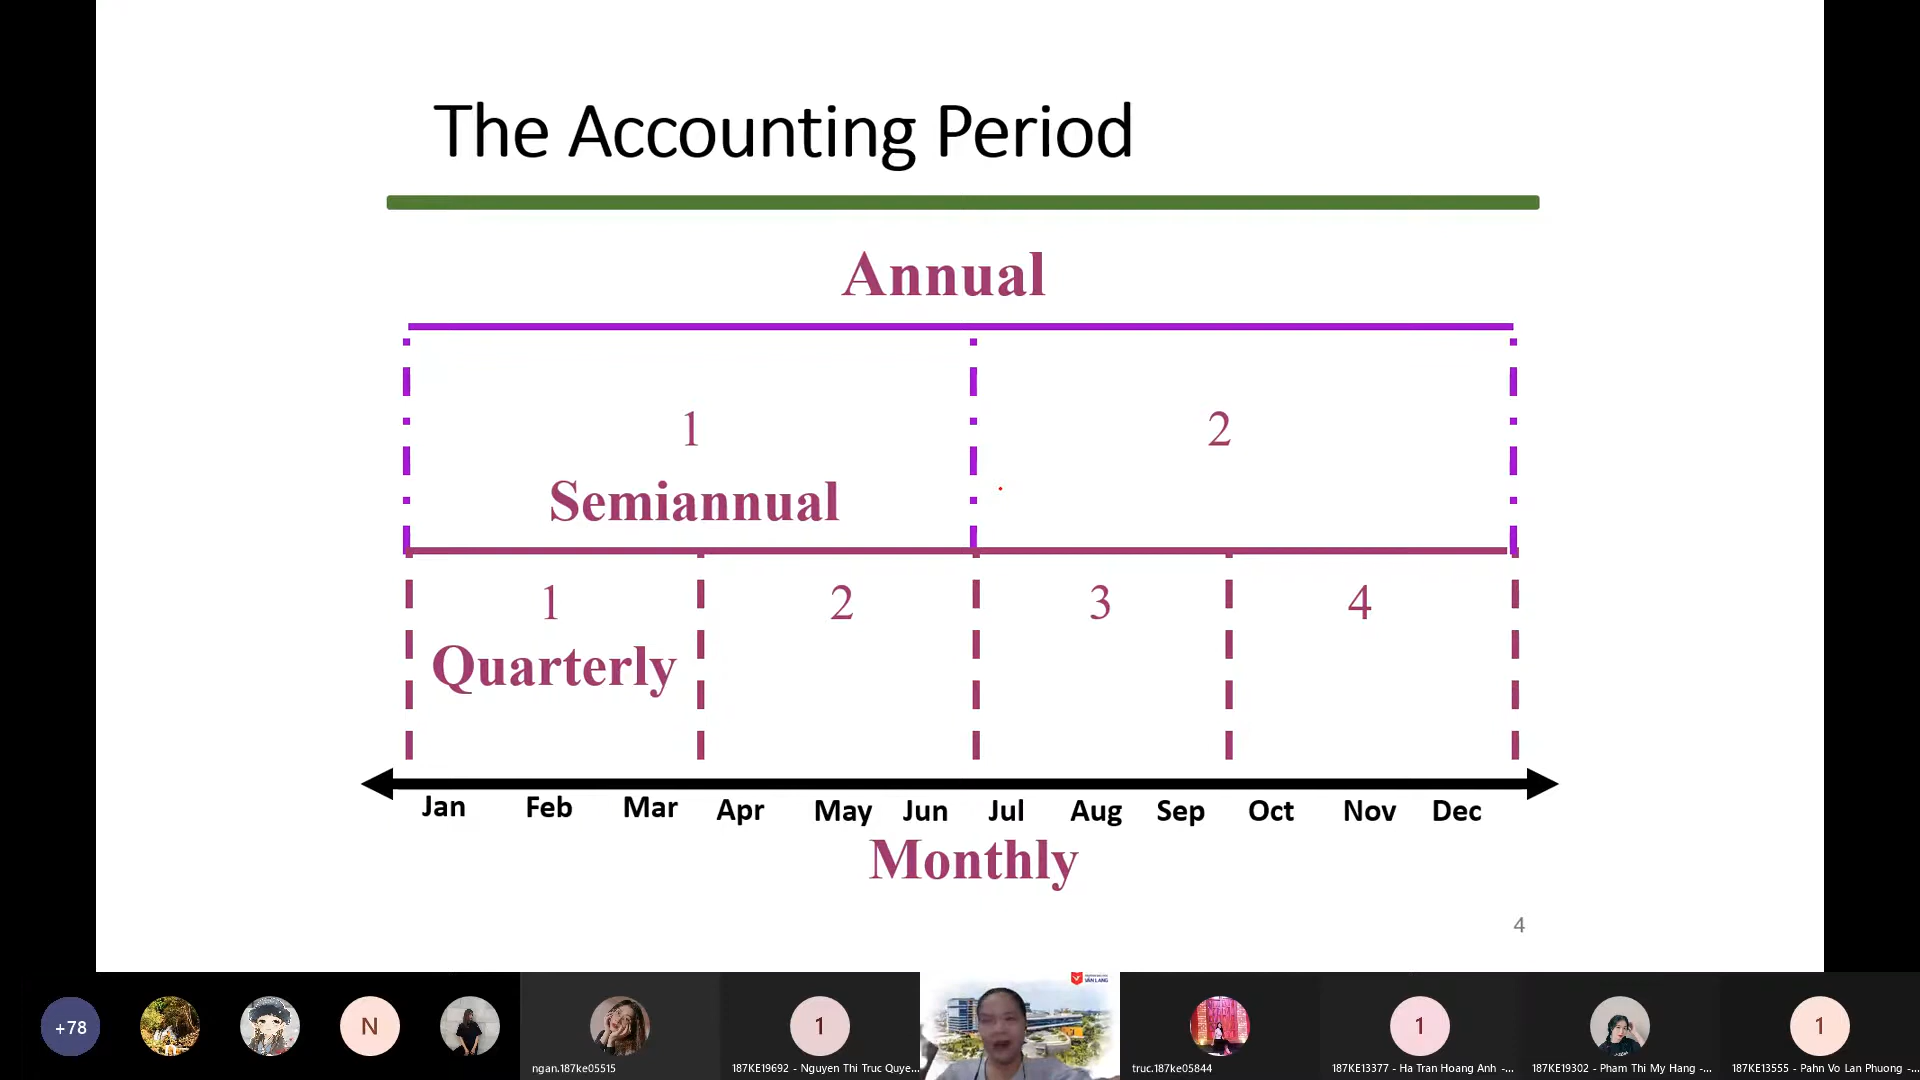 The Accounting Period
Annual
1 2
Semiannual
1 2 3 4
Quarterly
Jan Feb Mar Apr May Jun Jul Aug Sep Oct Nov Dec
Monthly
4
+78
N
1
VAN LANG
1
1
ngan.187ke05515
187KE19692 - Nguyen Thi Truc Quye...
truc.187ke05844
187KE13377 - Ha Tran Hoang Anh -...
187KE19302 - Pham Thi My Hang -...
187KE13555 - Pahn Vo Lan Phuong -...